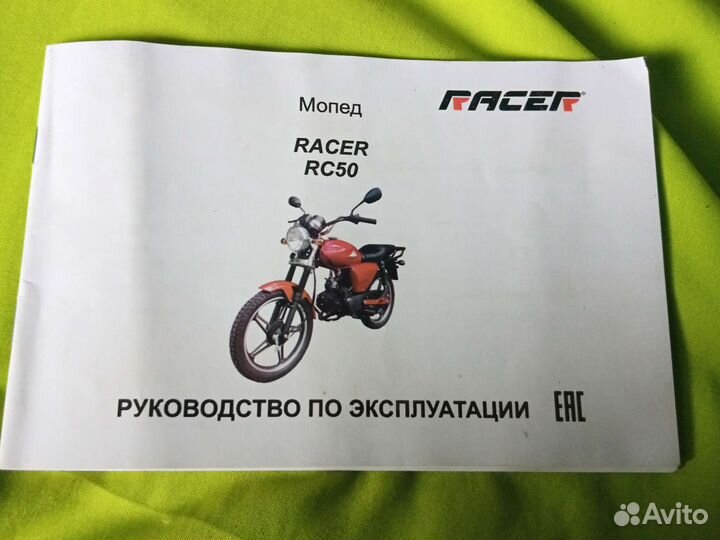 Мопед
RACER
RACER
RC50
РУКОВОДСТВО ПО ЭКСПЛУАТАЦИИ EAC
Avito